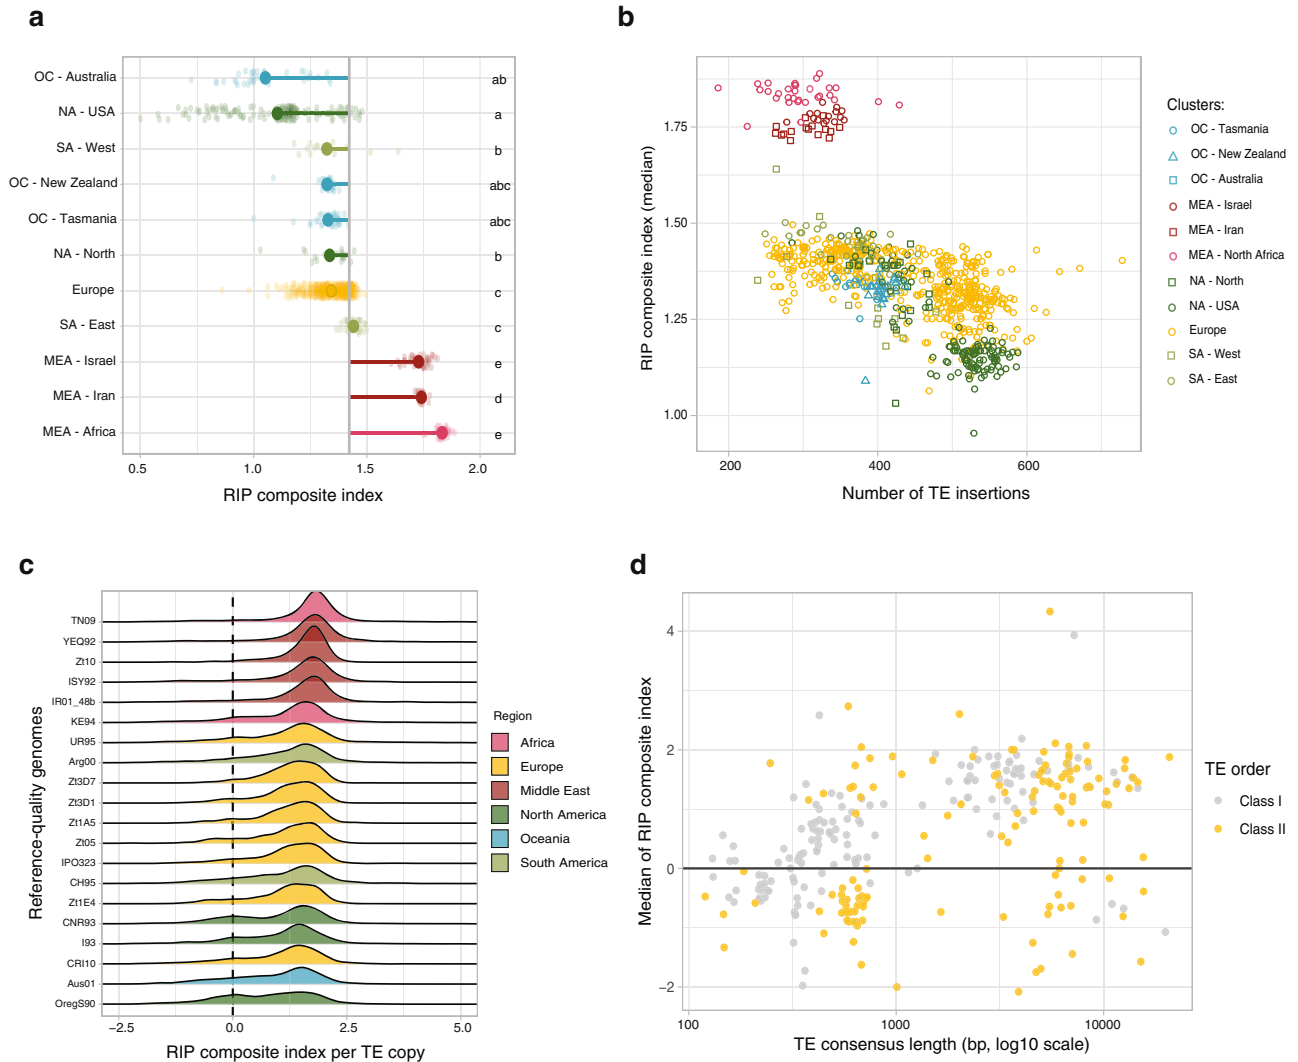 a
OC - Australia
NA - USA
SA - West
OC - New Zealand
OC - Tasmania
NA - North
Europe
SA - East
MEA - Israel
MEA - Iran
MEA - Africa
ab
a
b
abc
abc
b
c
c
e
d
e
0.5 1.0 1.5 2.0
RIP composite index
b
RIP composite index (median)
1.75
1.50
1.25
1.00
200 400 600
Number of TE insertions
Clusters:
OC - Tasmania
OC - New Zealand
OC - Australia
MEA - Israel
MEA - Iran
MEA - North Africa
NA - North
NA - USA
Europe
SA - West
SA - East
c
Reference-quality genomes
TN09
YEQ92
Zt10
ISY92
IR01_48b
KE94
UR95
Arg00
Zt3D7
Zt3D1
Zt1A5
Zt05
IPO323
CH95
Zt1E4
CNR93
I93
CRI10
Aus01
OregS90
−2.5 0.0 2.5 5.0
RIP composite index per TE copy
Region
Africa
Europe
Middle East
North America
Oceania
South America
d
Median of RIP composite index
4
2
0
−2
100 1000 10000
TE consensus length (bp, log10 scale)
TE order
Class I
Class II